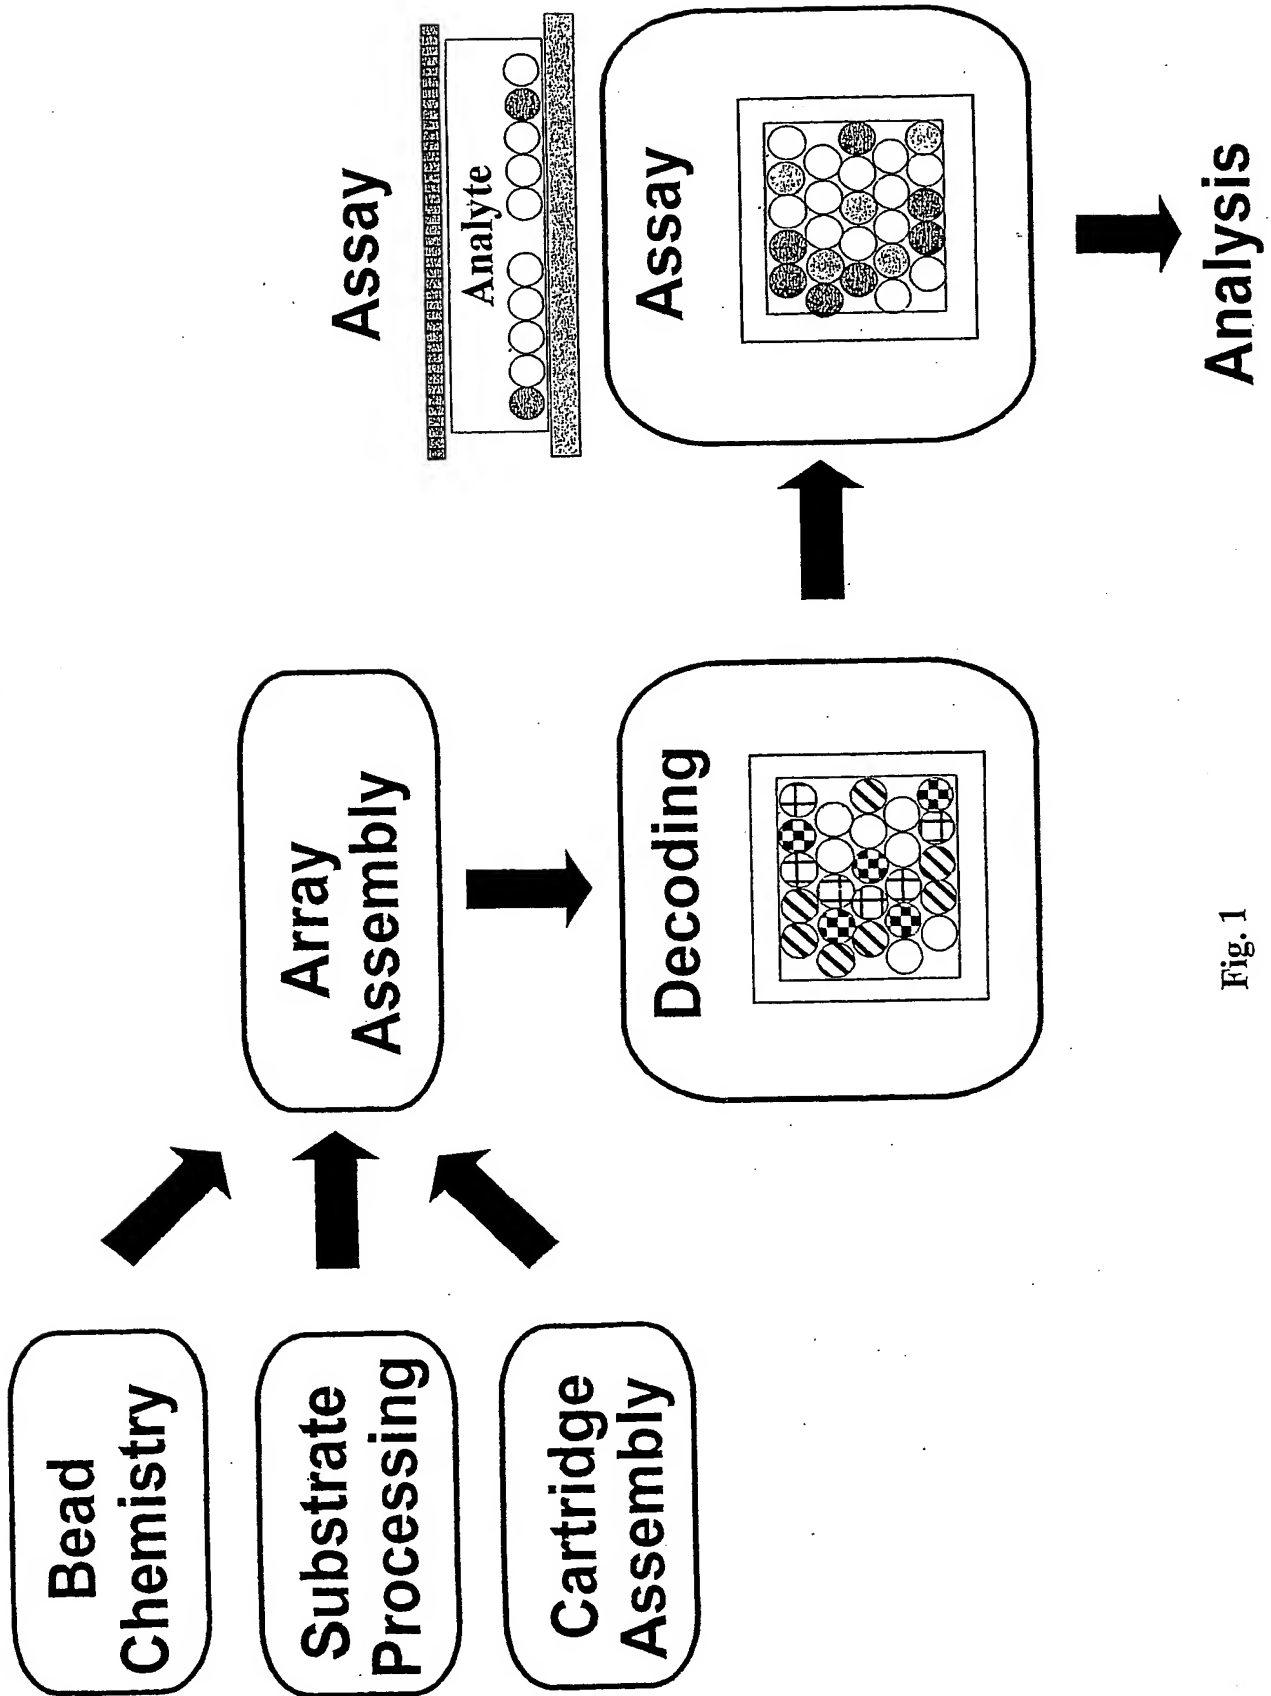 Bead
Chemistry
Substrate
Processing
Cartridge
Assembly
Array
Assembly
Decoding
Assay
Analyte
Assay
Analysis
Fig. 1